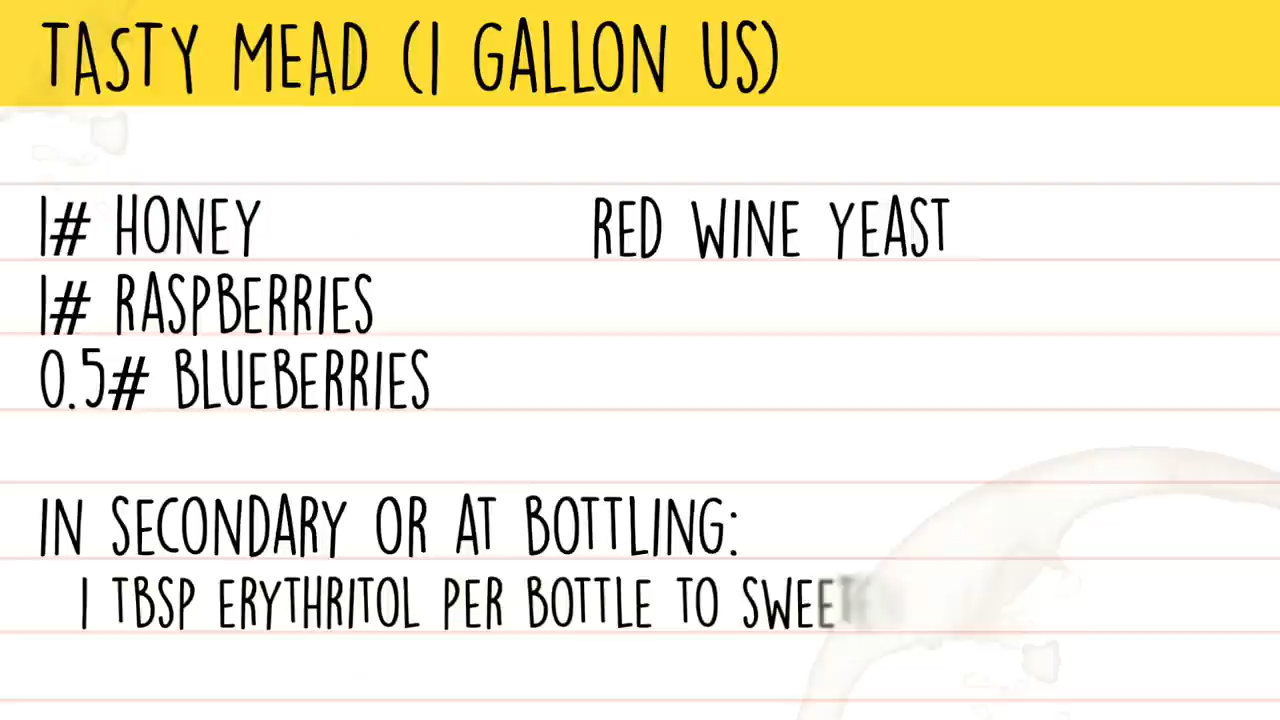 TASTY MEAD (1 GALLON US)
1# HONEY
RED WINE YEAST
1# RASPBERRIES
0.5# BLUEBERRIES
IN SECONDARY OR AT BOTTLING:
1 TBSP ERYTHRITOL PER BOTTLE TO